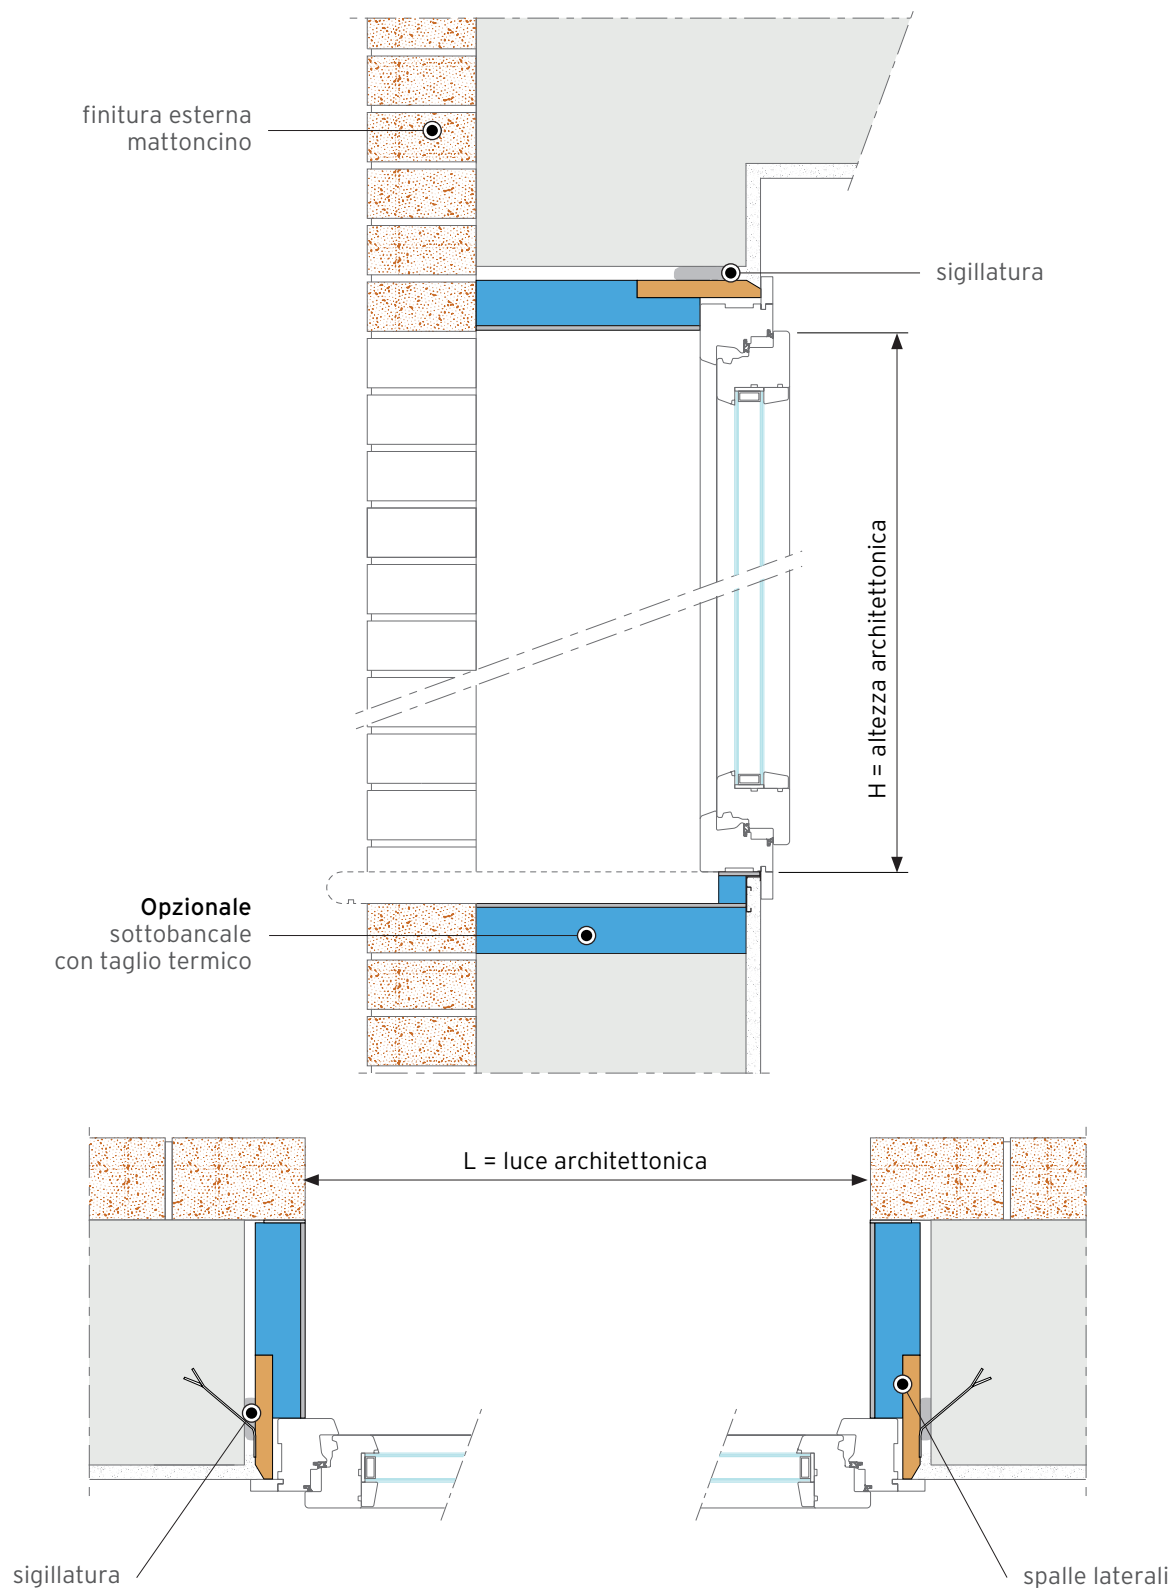 finitura esterna
mattoncino
sigillatura
H = altezza architettonica
Opzionale
sottobancale
con taglio termico
L = luce architettonica
sigillatura
spalle laterali